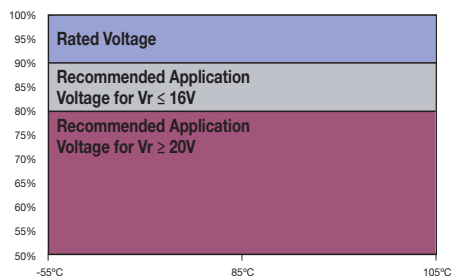 100%
95%
90%
85%
80%
75%
70%
65%
60%
55%
50%
Rated Voltage
Recommended Application
Voltage for Vr ≤ 16V
Recommended Application
Voltage for Vr ≥ 20V
-55ºC
85ºC
105ºC